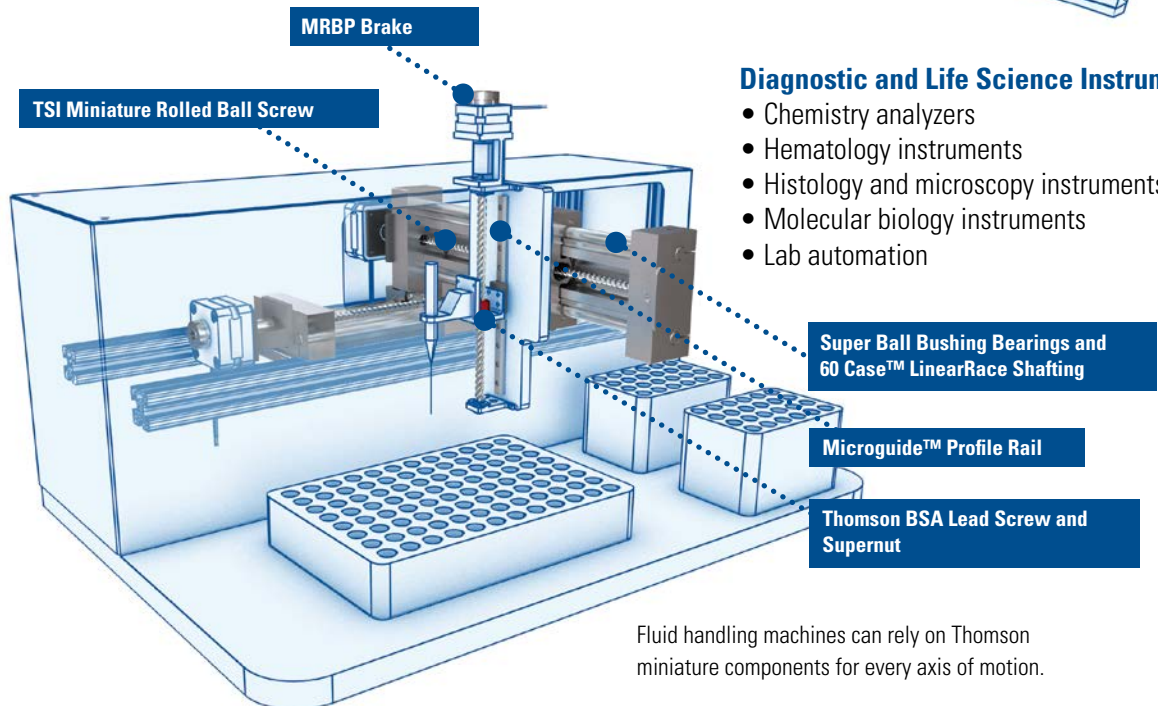 MRBP Brake
TSI Miniature Rolled Ball Screw
Diagnostic and Life Science Instrum
• Chemistry analyzers
• Hematology instruments
• Histology and microscopy instruments
• Molecular biology instruments
• Lab automation
Super Ball Bushing Bearings and
60 Case™ LinearRace Shafting
Microguide™ Profile Rail
Thomson BSA Lead Screw and
Supernut
Fluid handling machines can rely on Thomson
miniature components for every axis of motion.